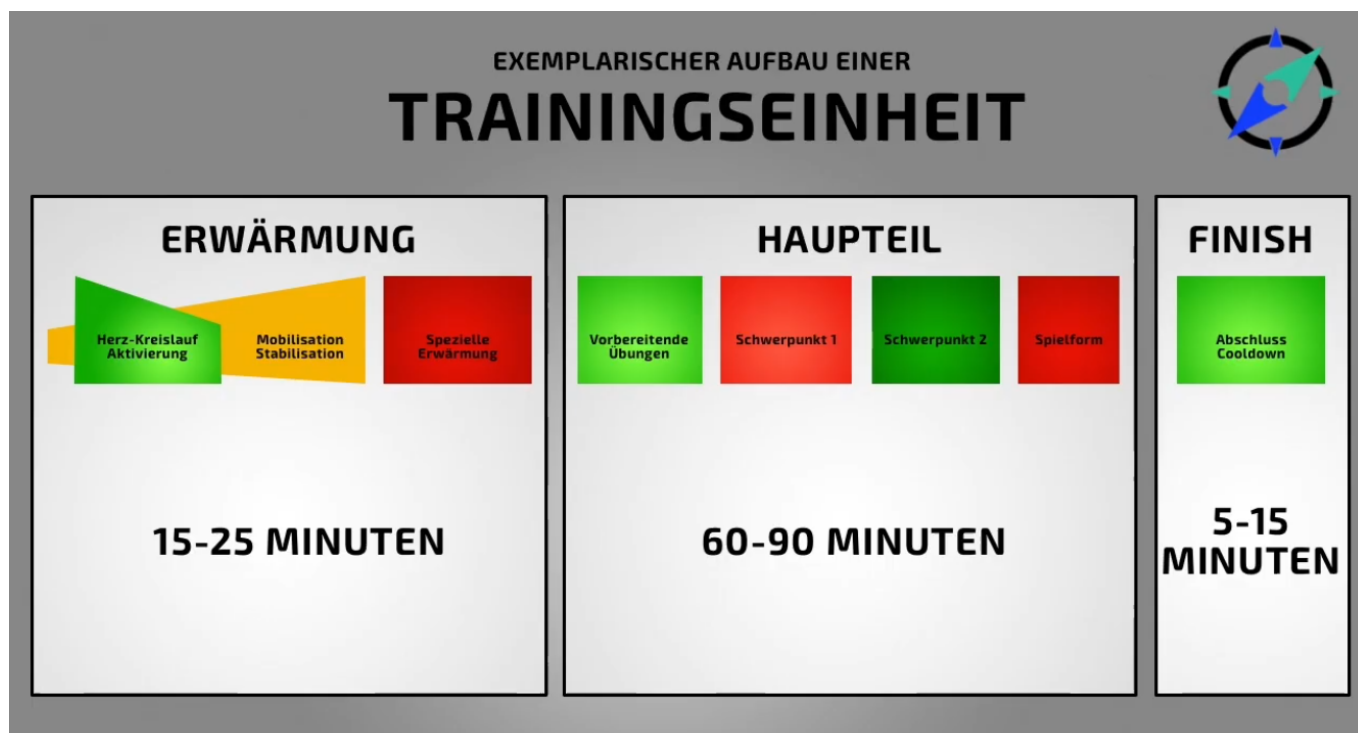 EXEMPLARISCHER AUFBAU EINER
TRAININGSEINHEIT
ERWÄRMUNG
Herz-Kreislauf
Aktivierung
Mobilisation
Stabilisation
Spezielle
Erwärmung
15-25 MINUTEN
HAUPTEIL
Vorbereitende
Übungen
Schwerpunkt 1
Schwerpunkt 2
Spielform
60-90 MINUTEN
FINISH
Abschluss
Cooldown
5-15
MINUTEN